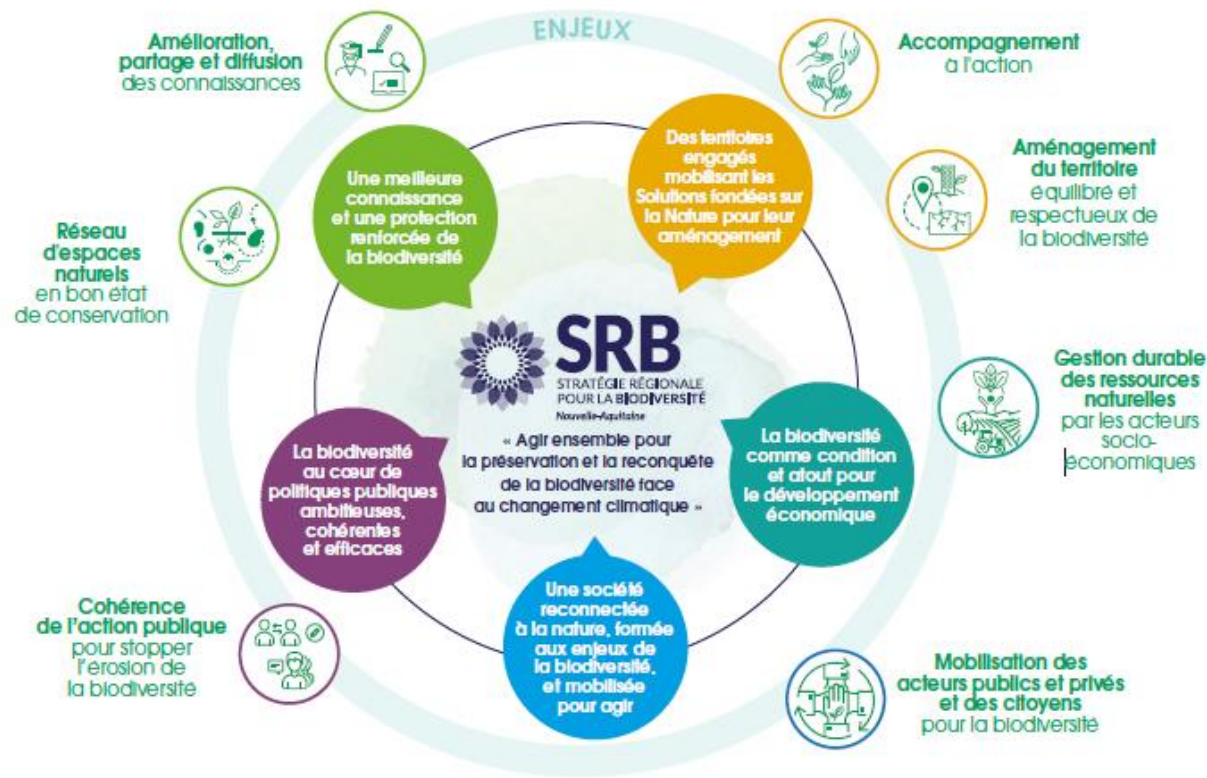 ENJEUX
Amélioration,
partage et diffusion
des connaissances
Accompagnement
à l'action
Une meilleure
connaissance
et une protection
renforcée de
la biodiversité
Des territoires
engagés
mobilisant les
Solutions fondées sur
la Nature pour leur
aménagement
Aménagement
du territoire
équilibré et
respectueux de
la biodiversité
Réseau
d'espaces
naturels
en bon état
de conservation
SRB
STRATÉGIE RÉGIONALE
POUR LA BIODIVERSITÉ
Nouvelle-Aquitaine
« Agir ensemble pour
la préservation et la reconquête
de la biodiversité face
au changement climatique »
Gestion durable
des ressources
naturelles
par les acteurs
socio-
économiques
La biodiversité
au cœur de
politiques publiques
ambitieuses,
cohérentes
et efficaces
La biodiversité
comme condition
et atout pour
le développement
économique
Une société
reconnectée
à la nature, formée
aux enjeux de
la biodiversité,
et mobilisée
pour agir
Cohérence
de l'action publique
pour stopper
l'érosion de
la biodiversité
Mobilisation des
acteurs publics et privés
et des citoyens
pour la biodiversité